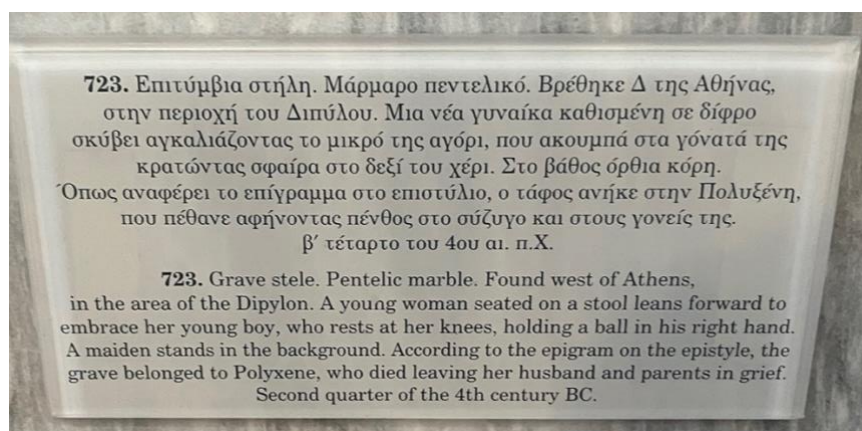 723. Επιτύμβια στήλη. Μάρμαρο πεντελικό. Βρέθηκε Δ της Αθήνας,
στην περιοχή του Διπύλου. Μια νέα γυναίκα καθισμένη σε δίφρο
σκύβει αγκαλιάζοντας το μικρό της αγόρι, που ακουμπά στα γόνατά της
κρατώντας σφαίρα στο δεξί του χέρι. Στο βάθος όρθια κόρη.
Όπως αναφέρει το επίγραμμα στο επιστύλιο, ο τάφος ανήκε στην Πολυξένη,
που πέθανε αφήνοντας πένθος στο σύζυγο και στους γονείς της.
β΄ τέταρτο του 4ου αι. π.Χ.
723. Grave stele. Pentelic marble. Found west of Athens,
in the area of the Dipylon. A young woman seated on a stool leans forward to
embrace her young boy, who rests at her knees, holding a ball in his right hand.
A maiden stands in the background. According to the epigram on the epistyle, the
grave belonged to Polyxene, who died leaving her husband and parents in grief.
Second quarter of the 4th century BC.